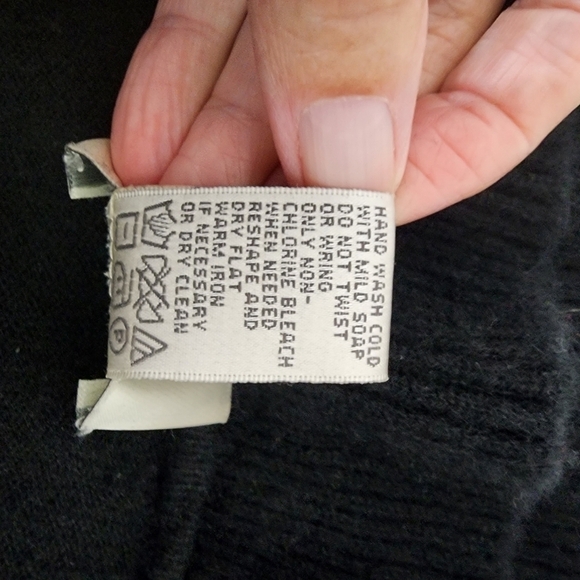 HAND WASH COLD
WITH MILD SOAP
DO NOT TWIST
OR WRING
ONLY NON-
CHLORINE BLEACH
WHEN NEEDED
RESHAPE AND
DRY FLAT
WARM IRON
IF NECESSARY
OR DRY CLEAN
P